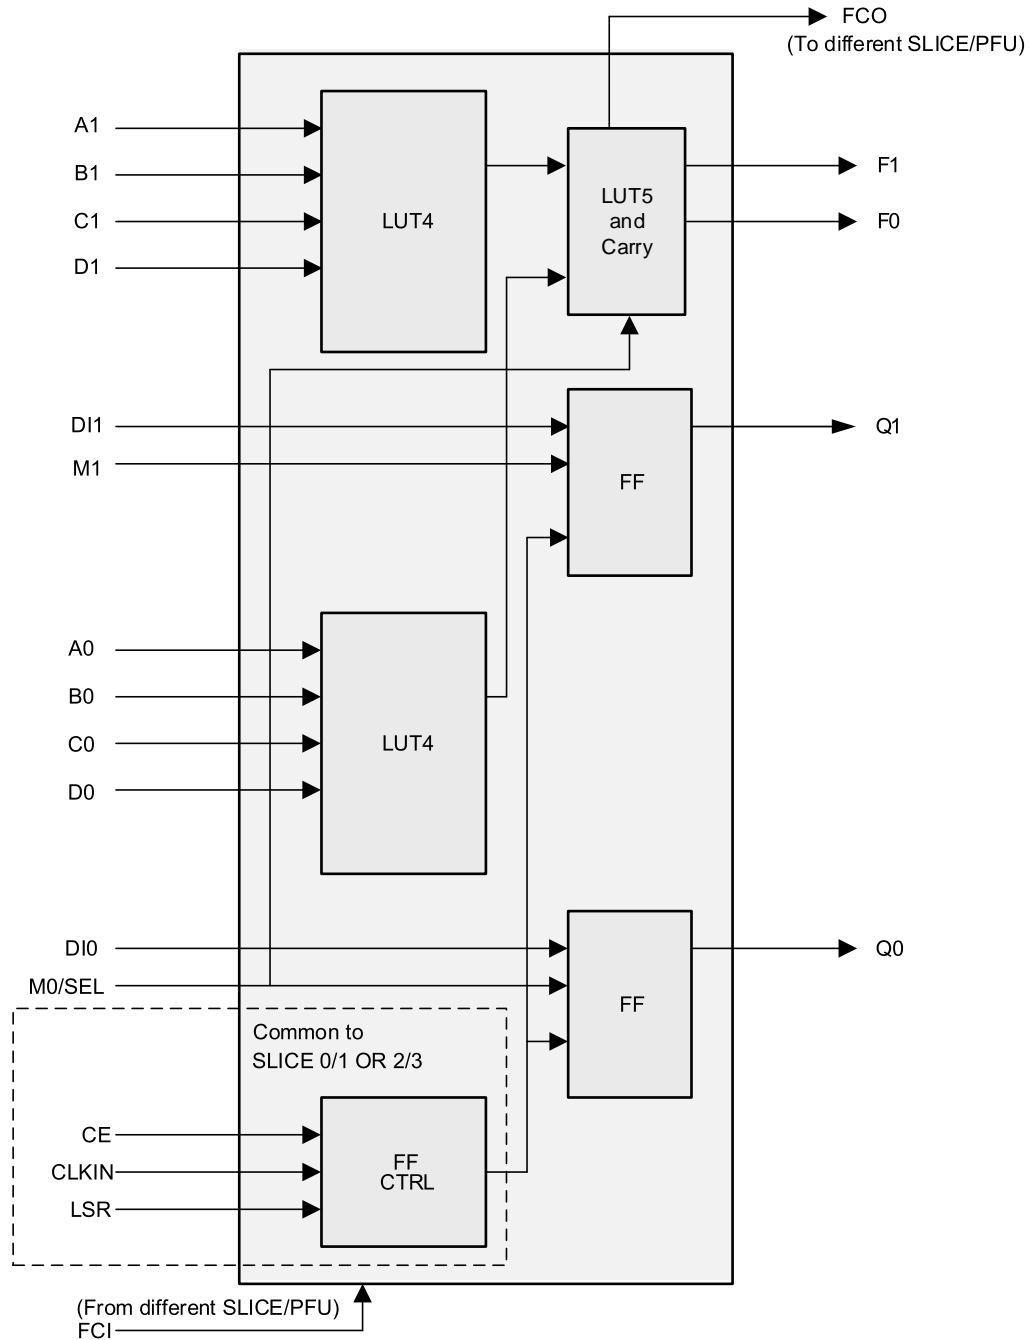 FCO
(To different SLICE/PFU)
A1
B1
C1
D1
LUT4
LUT5
and
Carry
F1
F0
DI1
M1
FF
Q1
A0
B0
C0
D0
LUT4
DI0
M0/SEL
FF
Q0
Common to
SLICE 0/1 OR 2/3
CE
CLKIN
LSR
FF
CTRL
(From different SLICE/PFU)
FCI